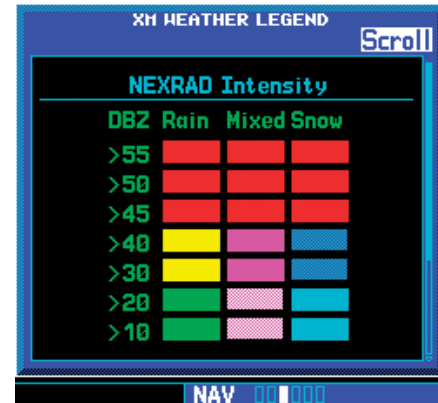 XM WEATHER LEGEND
Scroll
NEXRAD Intensity
DBZ Rain Mixed Snow
>55
>50
>45
>40
>30
>20
>10
NAV